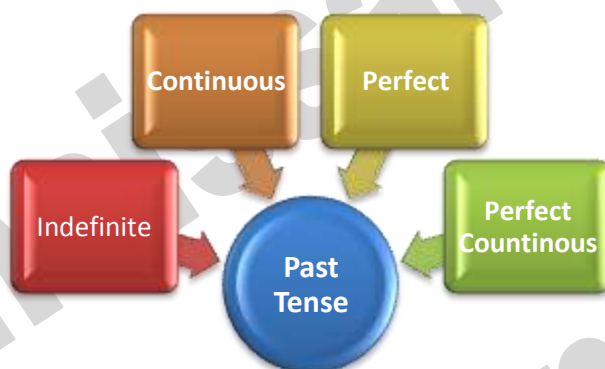 Continuous
Perfect
Indefinite
Perfect
Countinous
Past
Tense